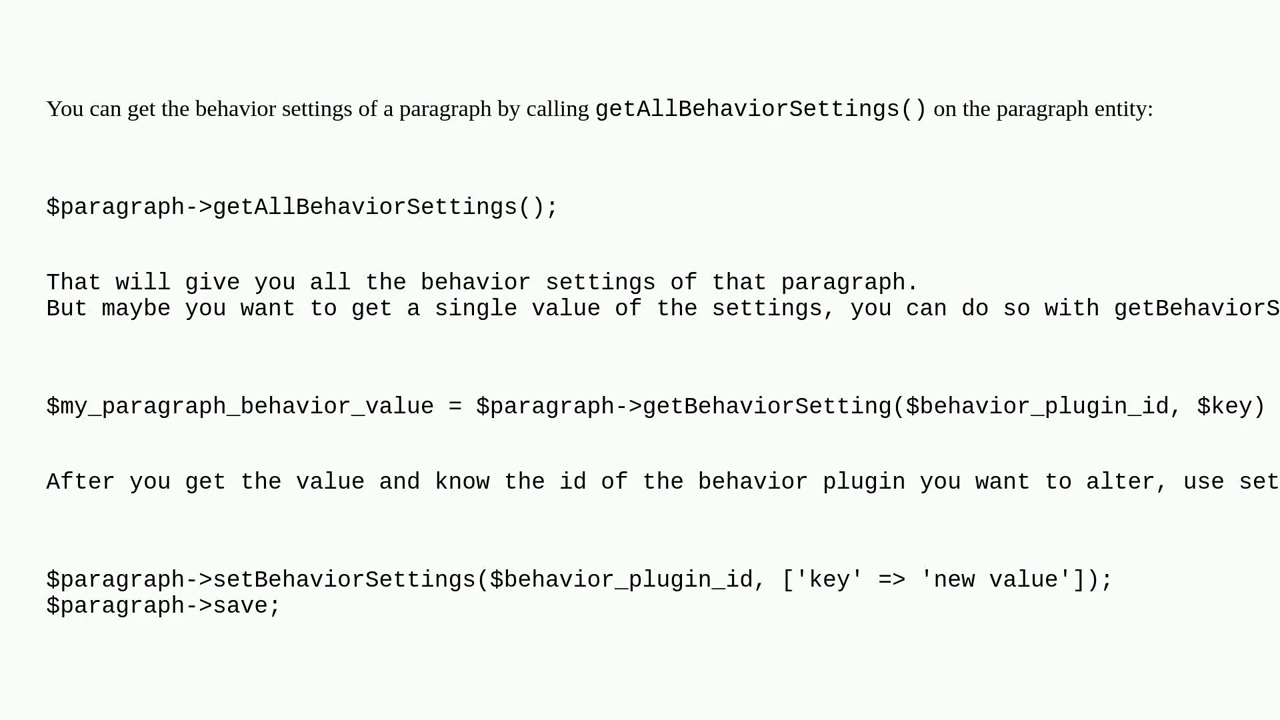 You can get the behavior settings of a paragraph by calling getAllBehaviorSettings() on the paragraph entity:
$paragraph->getAllBehaviorSettings();
That will give you all the behavior settings of that paragraph.
But maybe you want to get a single value of the settings, you can do so with getBehaviorS
$my_paragraph_behavior_value = $paragraph->getBehaviorSetting($behavior_plugin_id, $key)
After you get the value and know the id of the behavior plugin you want to alter, use set
$paragraph->setBehaviorSettings($behavior_plugin_id, ['key' => 'new value']);
$paragraph->save;